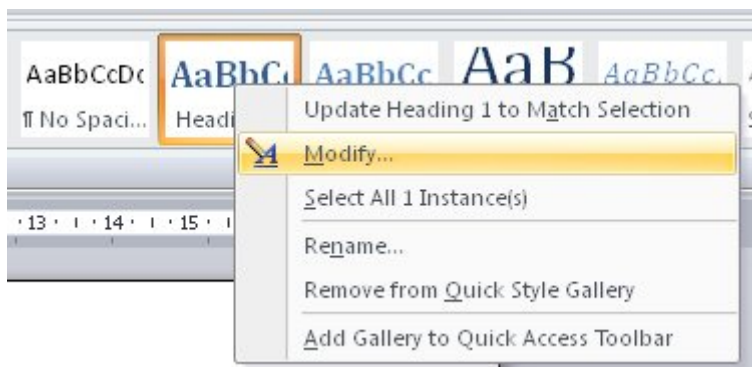 AaBbCcDc AaBbC AaBbCc AaB AaBbCc.
¶ No Spaci... Headi
Update Heading 1 to Match Selection
Modify...
Select All 1 Instance(s)
Rename...
Remove from Quick Style Gallery
Add Gallery to Quick Access Toolbar
13 14 15